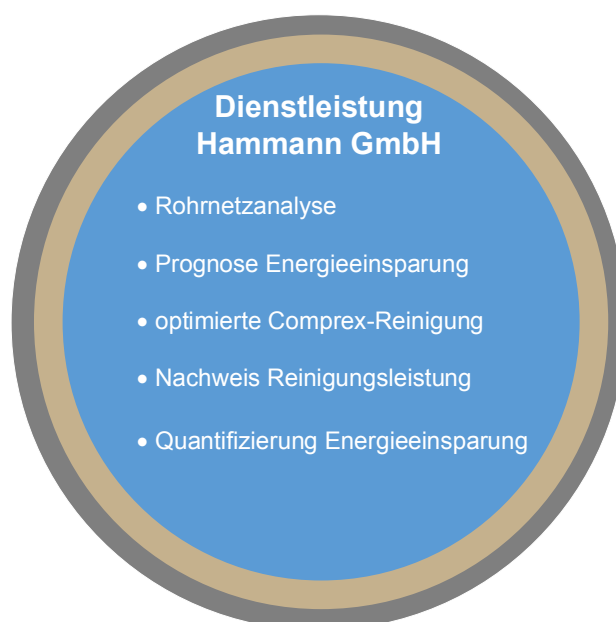 Dienstleistung
Hammann GmbH
• Rohrnetzanalyse
• Prognose Energieeinsparung
• optimierte Comprex-Reinigung
• Nachweis Reinigungsleistung
• Quantifizierung Energieeinsparung